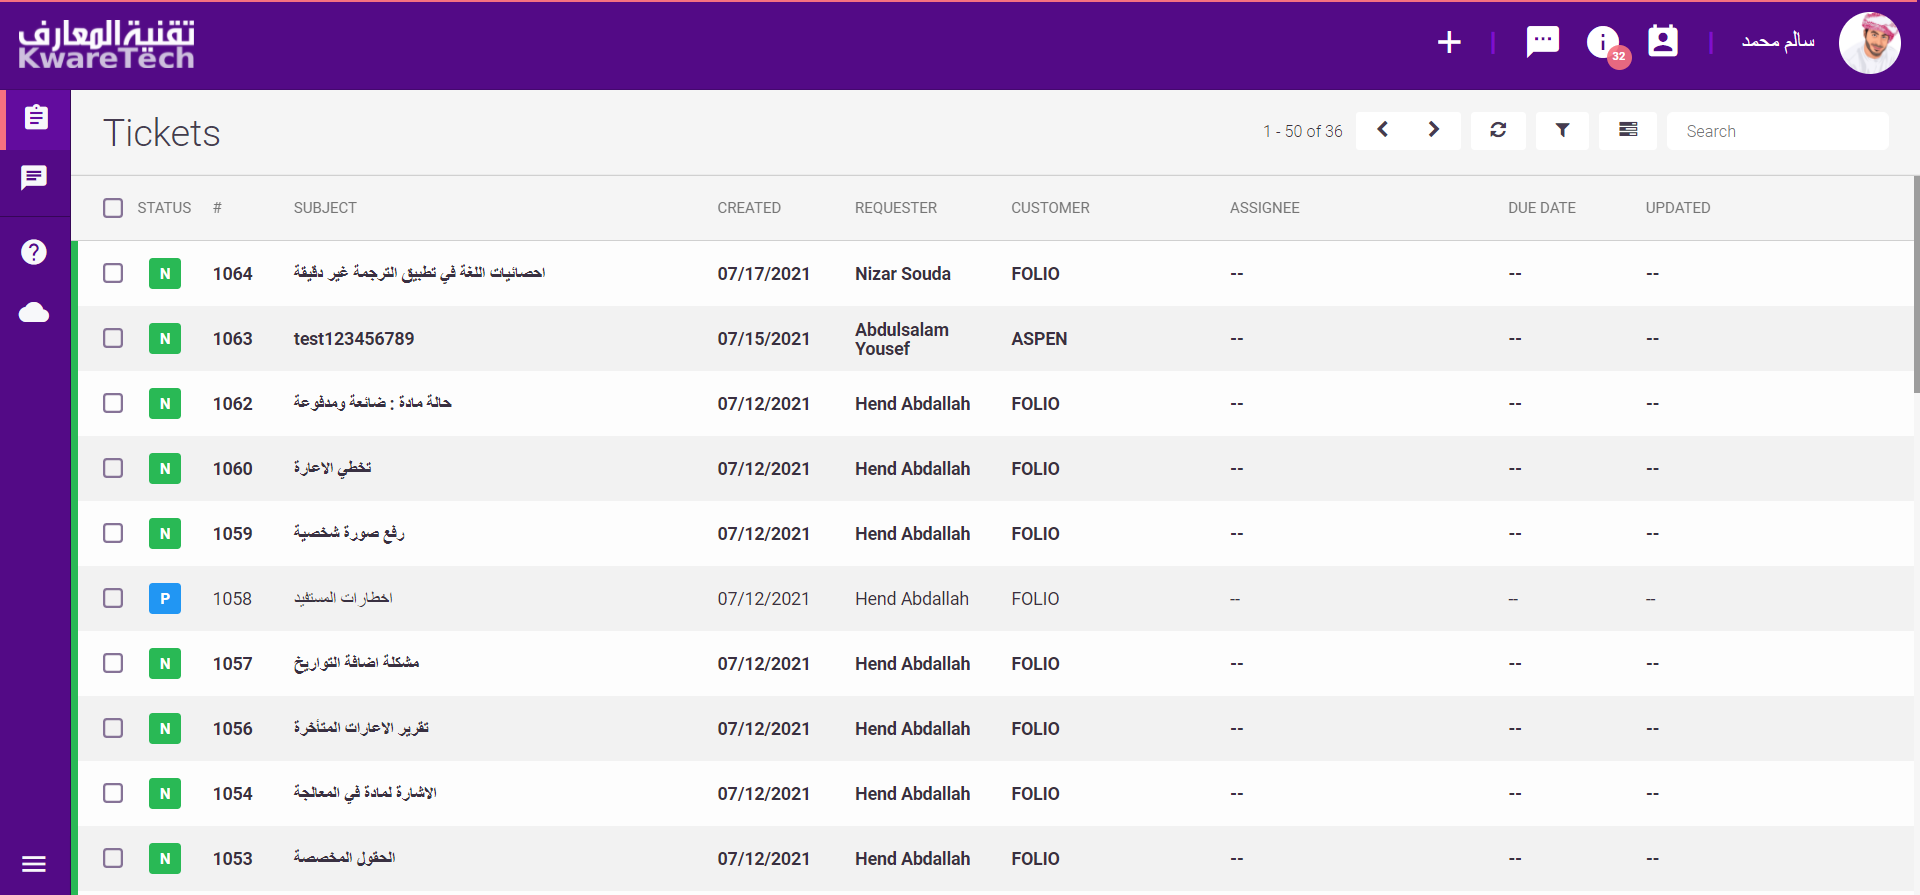 تقنية المعارف
KwareTech
32
سالم محمد
Tickets
1 - 50 of 36
Search
STATUS # SUBJECT CREATED REQUESTER CUSTOMER ASSIGNEE DUE DATE UPDATED
N 1064 احصائيات اللغة في تطبيق الترجمة غير دقيقة 07/17/2021 Nizar Souda FOLIO -- -- --
N 1063 test123456789 07/15/2021 Abdulsalam Yousef ASPEN -- -- --
N 1062 حالة مادة : ضائعة ومدفوعة 07/12/2021 Hend Abdallah FOLIO -- -- --
N 1060 تخطي الاعارة 07/12/2021 Hend Abdallah FOLIO -- -- --
N 1059 رفع صورة شخصية 07/12/2021 Hend Abdallah FOLIO -- -- --
P 1058 اخطارات المستفيد 07/12/2021 Hend Abdallah FOLIO -- -- --
N 1057 مشكلة اضافة التواريخ 07/12/2021 Hend Abdallah FOLIO -- -- --
N 1056 تقرير الاعارات المتأخرة 07/12/2021 Hend Abdallah FOLIO -- -- --
N 1054 الاشارة لمادة في المعالجة 07/12/2021 Hend Abdallah FOLIO -- -- --
N 1053 الحقول المخصصة 07/12/2021 Hend Abdallah FOLIO -- -- --